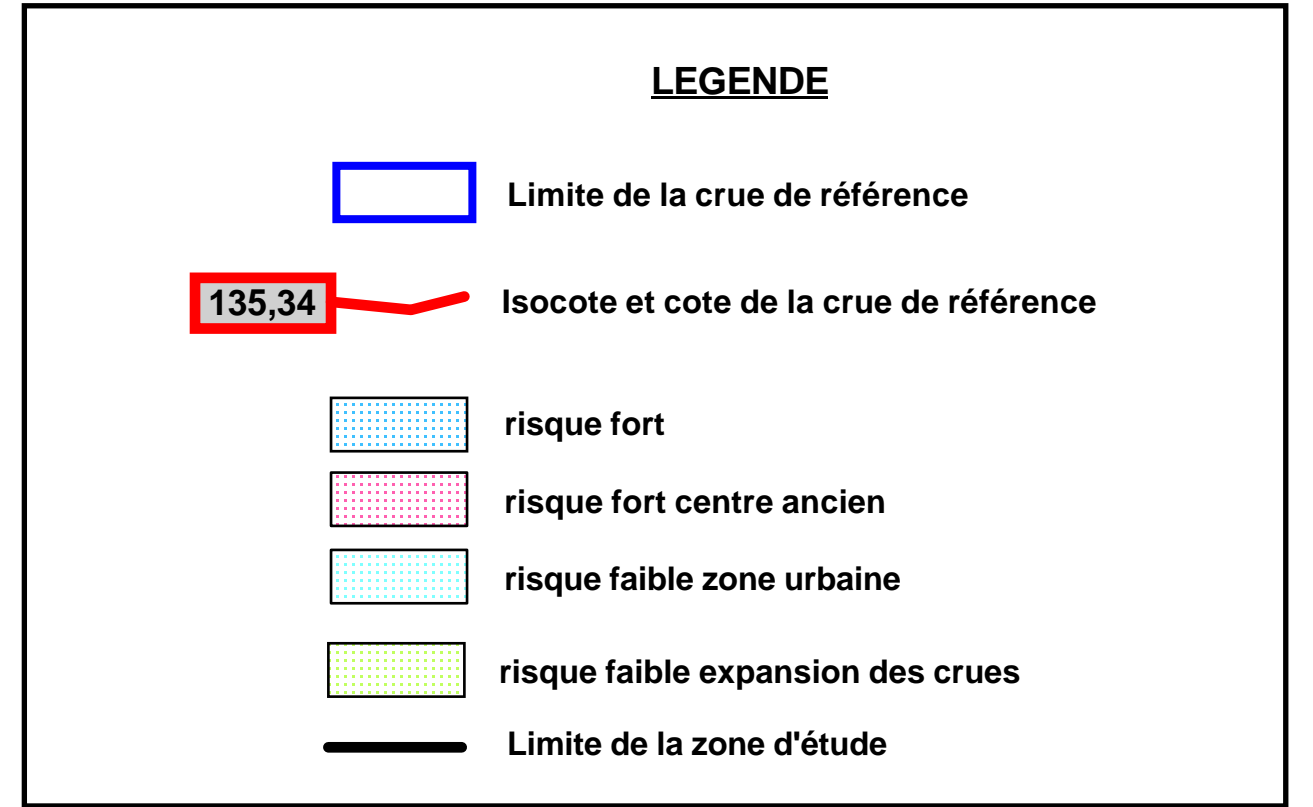 LEGENDE
Limite de la crue de référence
135,34 Isocote et cote de la crue de référence
risque fort
risque fort centre ancien
risque faible zone urbaine
risque faible expansion des crues
Limite de la zone d'étude